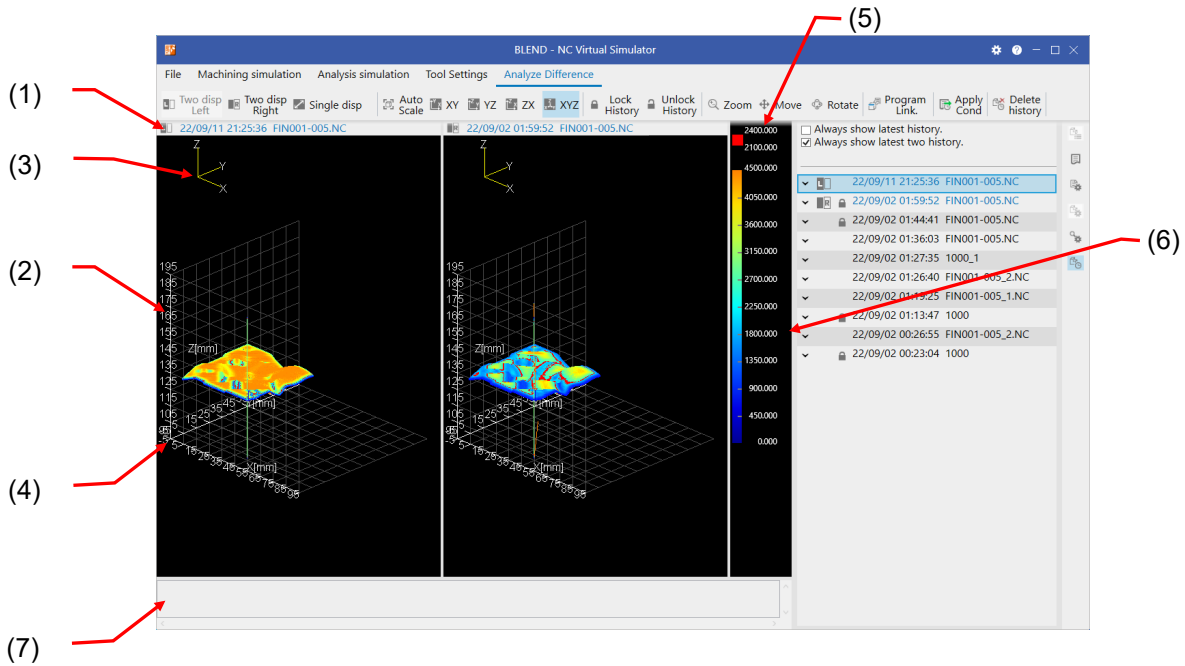 (5)
BLEND - NC Virtual Simulator
File Machining simulation Analysis simulation Tool Settings Analyze Difference
(1)
Two disp Left Two disp Right Single disp Auto Scale XY YZ ZX XYZ Lock History Unlock History Zoom Move Rotate Program Link. Apply Cond Delete history
L 22/09/11 21:25:36 FIN001-005.NC
R 22/09/02 01:59:52 FIN001-005.NC
(3)
Z
Y
X
Z
Y
X
(2)
195
175
165
155
145
135
125
115
105
Z[mm]
Y[mm]
X[mm]
195
175
165
155
145
135
125
115
105
Z[mm]
X[mm]
(4)
2400.000
2100.000
4500.000
4050.000
3600.000
3150.000
2700.000
2250.000
1800.000
1350.000
900.000
450.000
0.000
Always show latest history.
Always show latest two history.
L 22/09/11 21:25:36 FIN001-005.NC
R 22/09/02 01:59:52 FIN001-005.NC
22/09/02 01:44:41 FIN001-005.NC
22/09/02 01:36:03 FIN001-005.NC
22/09/02 01:27:35 1000_1
22/09/02 01:26:40 FIN001-005_2.NC
22/09/02 01:19:25 FIN001-005_1.NC
22/09/02 01:13:47 1000
22/09/02 00:26:55 FIN001-005_2.NC
22/09/02 00:23:04 1000
(6)
(7)